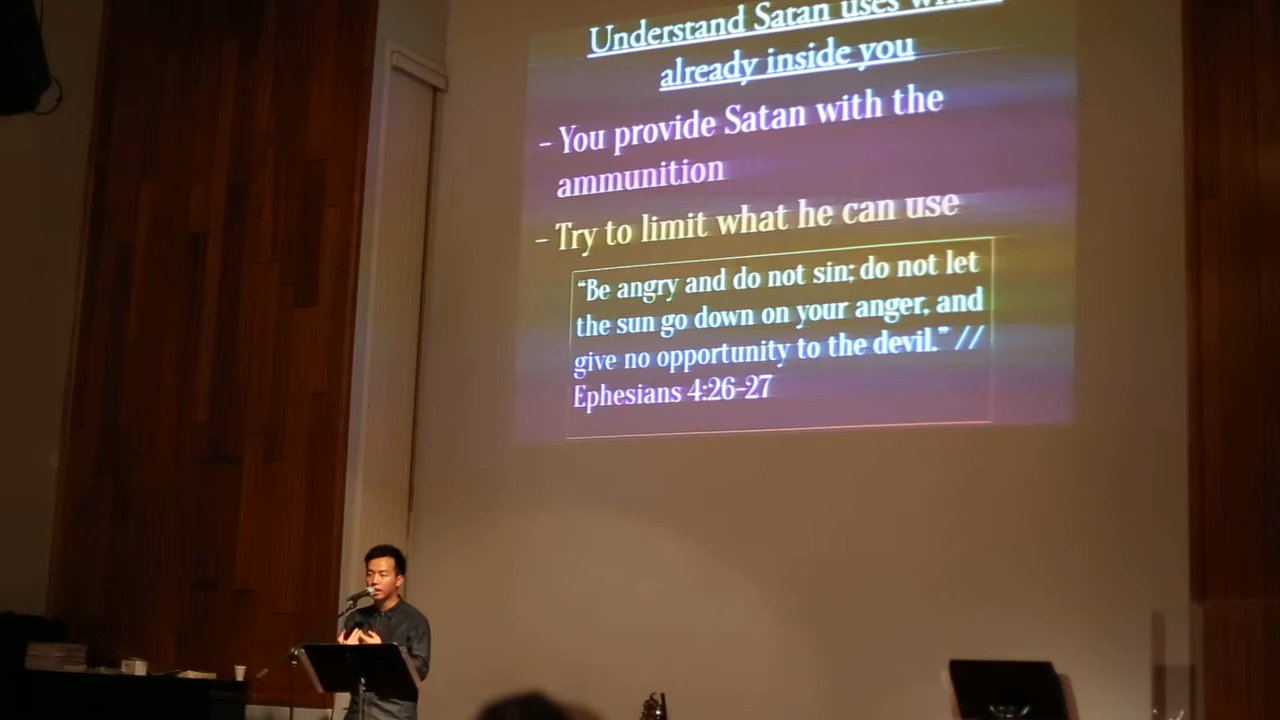 Understand Satan uses
already inside you
- You provide Satan with the
ammunition
- Try to limit what he can use
“Be angry and do not sin; do not let
the sun go down on your anger, and
give no opportunity to the devil.” //
Ephesians 4:26-27